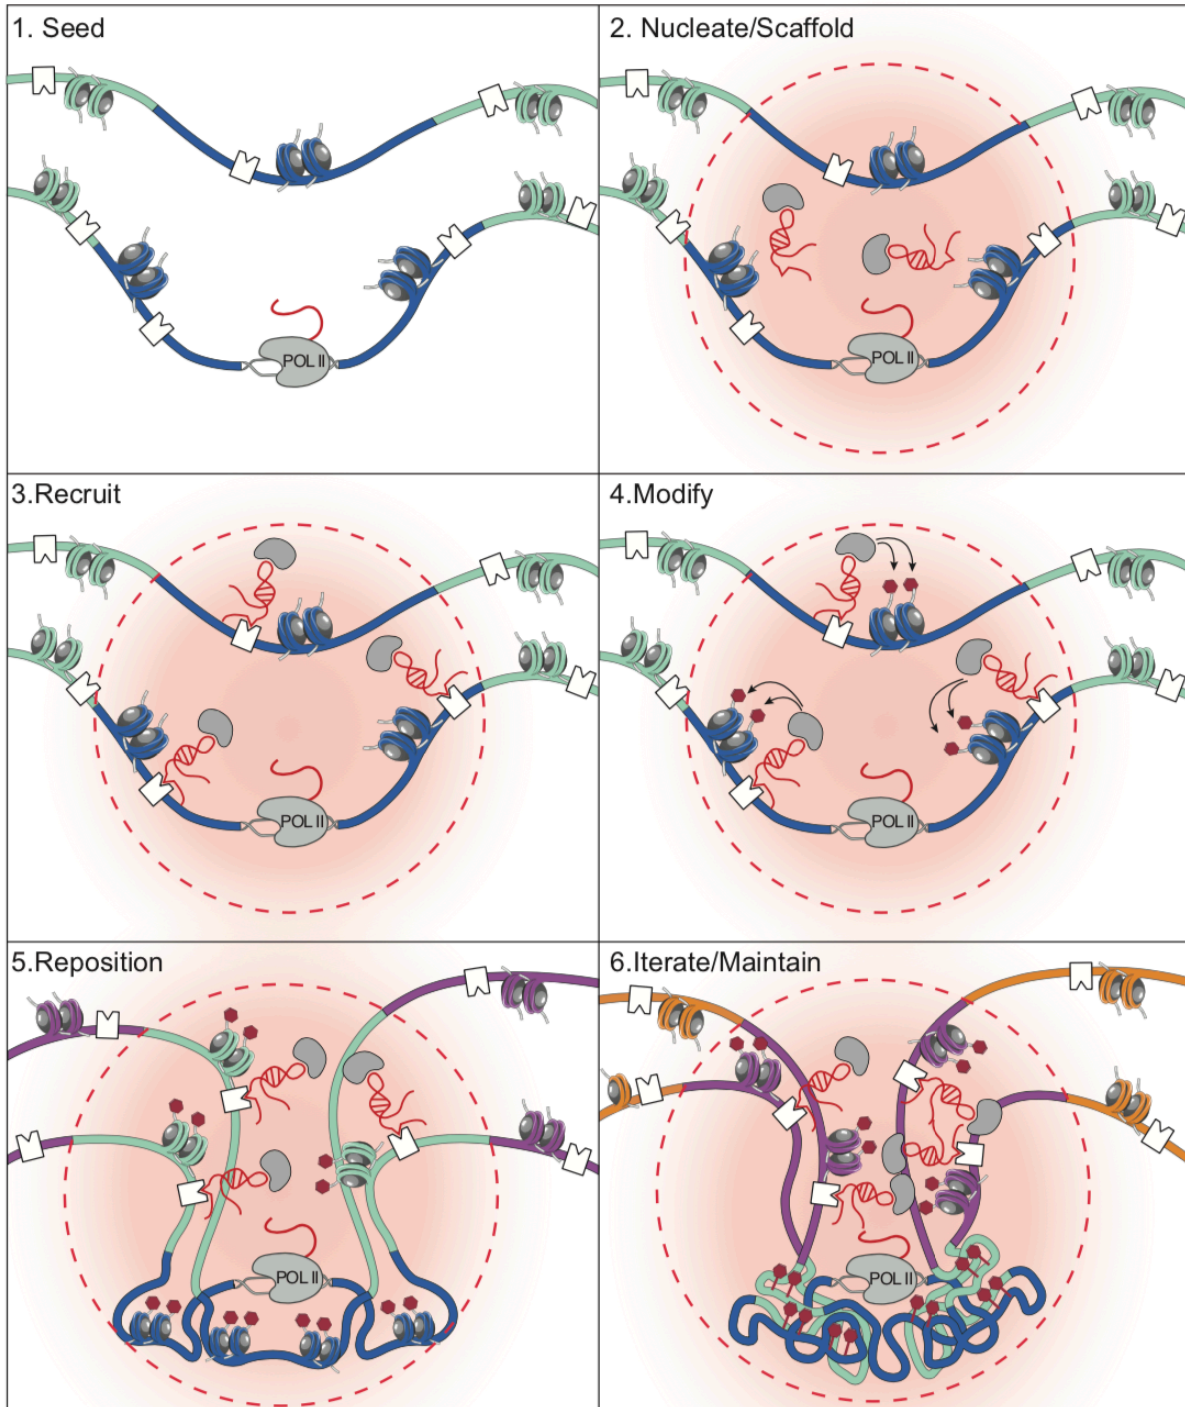 1. Seed
2. Nucleate/Scaffold
POL II
POL II
3.Recruit
4.Modify
POL II
POL II
5.Reposition
6.Iterate/Maintain
POL II
POL II